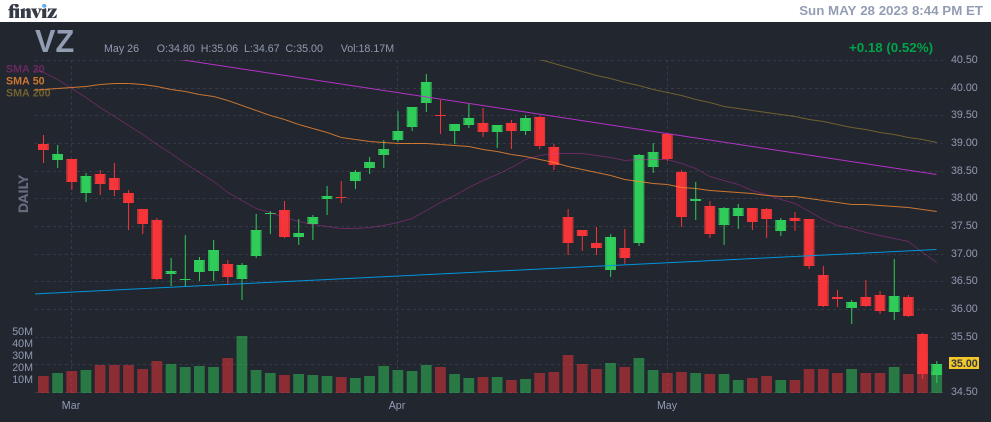 finviz
Sun MAY 28 2023 8:44 PM ET
VZ
May 26 O:34.80 H:35.06 L:34.67 C:35.00 Vol:18.17M
+0.18 (0.52%)
SMA 20
SMA 50
SMA 200
DAILY
40.50
40.00
39.50
39.00
38.50
38.00
37.50
37.00
36.50
36.00
35.50
35.00
34.50
50M
40M
30M
20M
10M
Mar Apr May